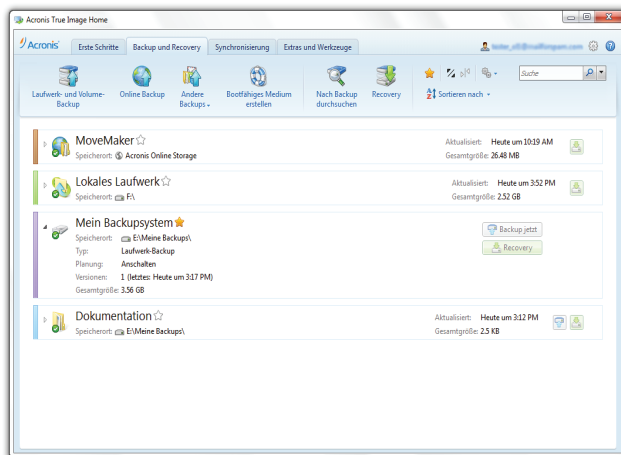 Acronis True Image Home
Acronis
Erste Schritte
Backup und Recovery
Synchronisierung
Extras und Werkzeuge
Laufwerk- und Volume-
Backup
Online Backup
Andere
Backups
Bootfähiges Medium
erstellen
Nach Backup
durchsuchen
Recovery
Suche
Sortieren nach
MoveMaker
Speicherort: Acronis Online Storage
Aktualisiert: Heute um 10:19 AM
Gesamtgröße: 26.48 MB
Lokales Laufwerk
Speicherort: F:\
Aktualisiert: Heute um 3:52 PM
Gesamtgröße: 2.52 GB
Mein Backupsystem
Speicherort: E:\Meine Backups\
Typ: Laufwerk-Backup
Planung: Anschalten
Versionen: 1 (letztes: Heute um 3:17 PM)
Gesamtgröße: 3.56 GB
Backup jetzt
Recovery
Dokumentation
Speicherort: E:\Meine Backups\
Aktualisiert: Heute um 3:12 PM
Gesamtgröße: 2.5 KB